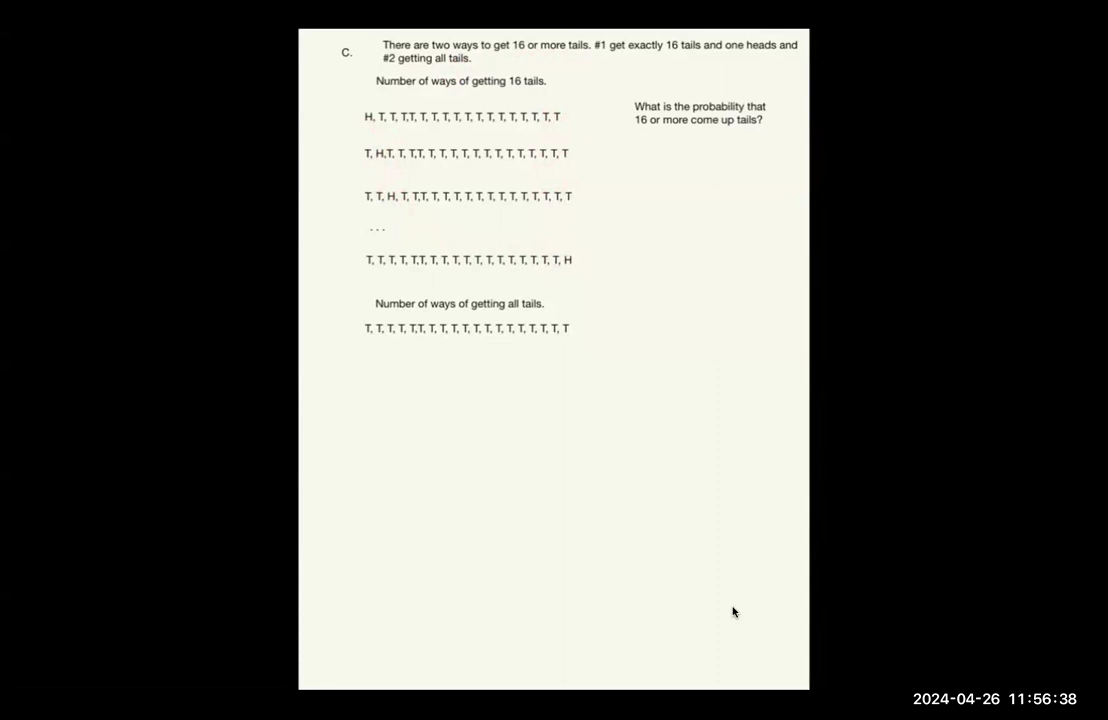 C.
There are two ways to get 16 or more tails. #1 get exactly 16 tails and one heads and
#2 getting all tails.
Number of ways of getting 16 tails.
What is the probability that
16 or more come up tails?
H, T, T, T,T, T, T, T, T, T, T, T, T, T, T, T, T, T
T, H,T, T, T,T, T, T, T, T, T, T, T, T, T, T, T, T, T
T, T, H, T, T,T, T, T, T, T, T, T, T, T, T, T, T, T, T
. . .
T, T, T, T, T,T, T, T, T, T, T, T, T, T, T, T, T, T, H
Number of ways of getting all tails.
T, T, T, T, T,T, T, T, T, T, T, T, T, T, T, T, T, T, T
2024-04-26 11:56:38